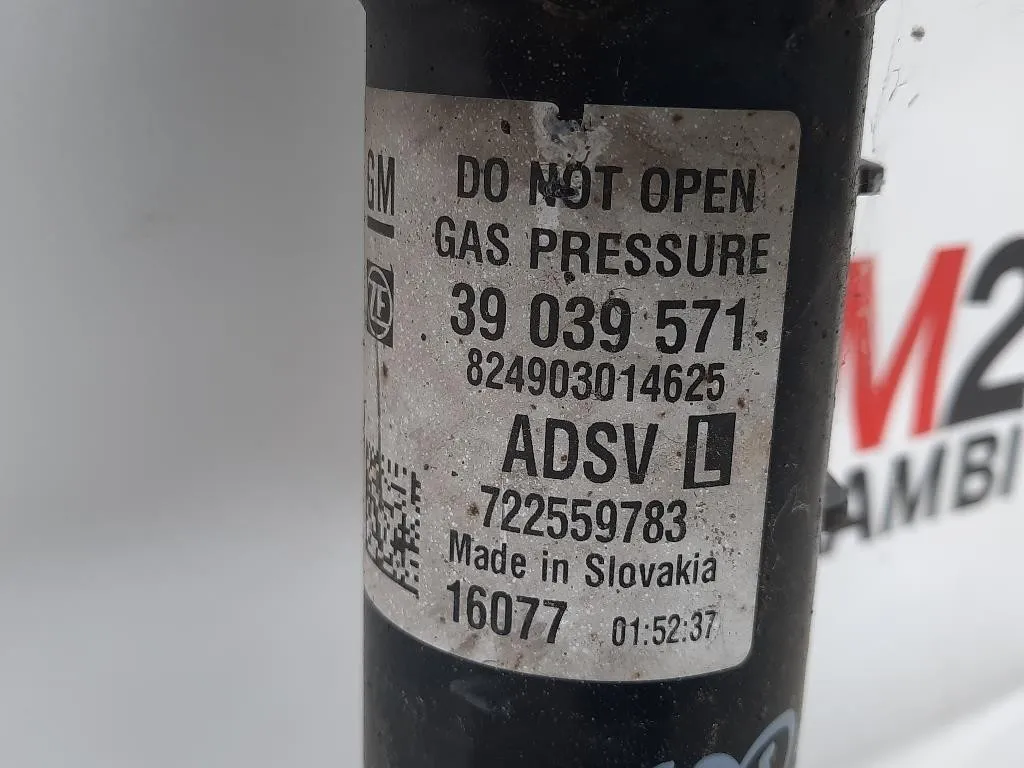 GM
DO NOT OPEN
GAS PRESSURE
ZF
39 039 571
824903014625
ADSV L
722559783
Made in Slovakia
16077 01:52:37
M2
AMBI